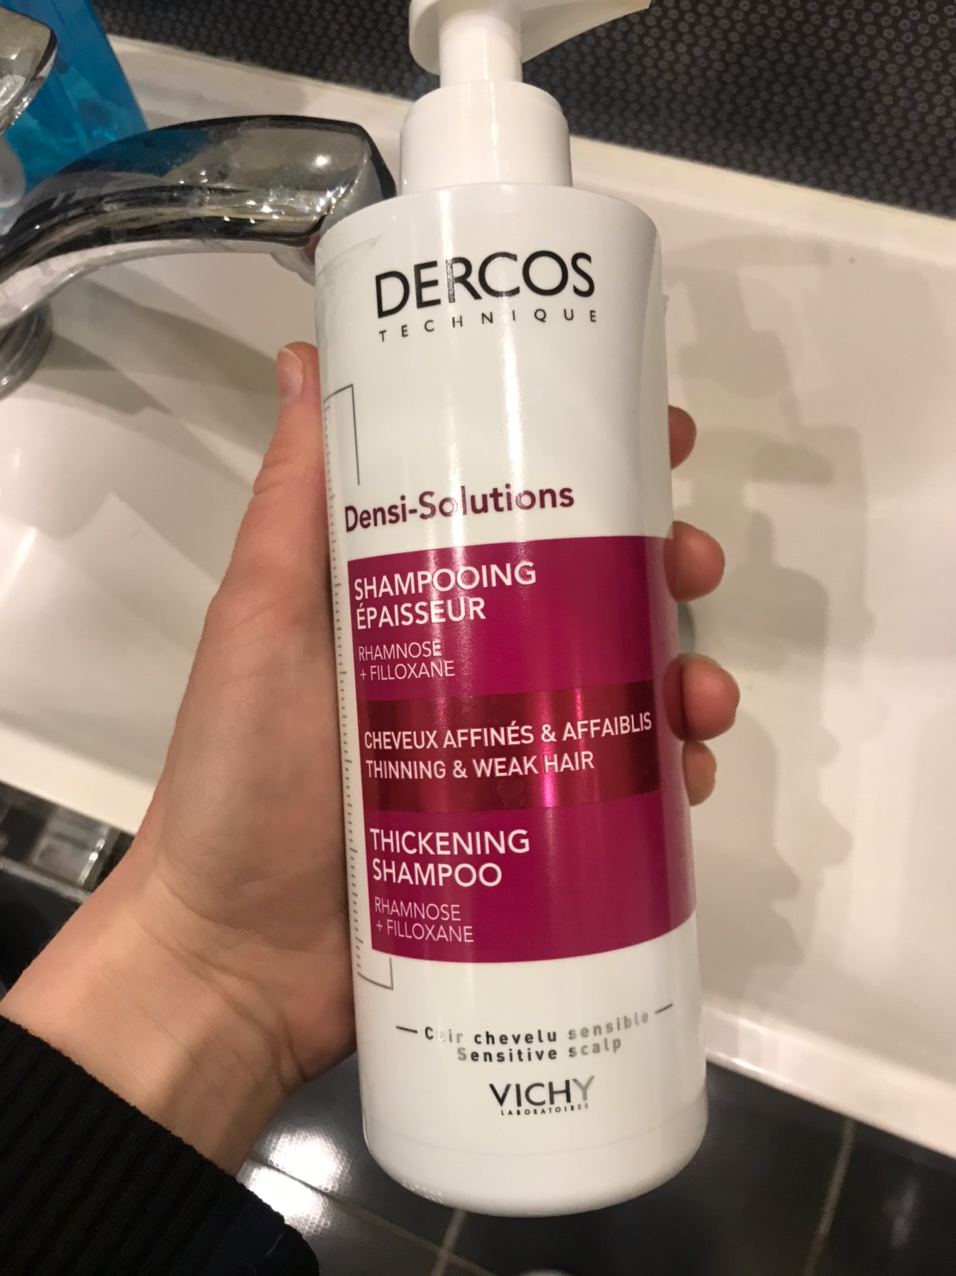 DERCOS
TECHNIQUE
Densi-Solutions
SHAMPOOING
ÉPAISSEUR
RHAMNOSE
+ FILLOXANE
CHEVEUX AFFINÉS & AFFAIBLIS
THINNING & WEAK HAIR
THICKENING
SHAMPOO
RHAMNOSE
+ FILLOXANE
Cuir chevelu sensible
Sensitive scalp
VICHY
LABORATOIRES